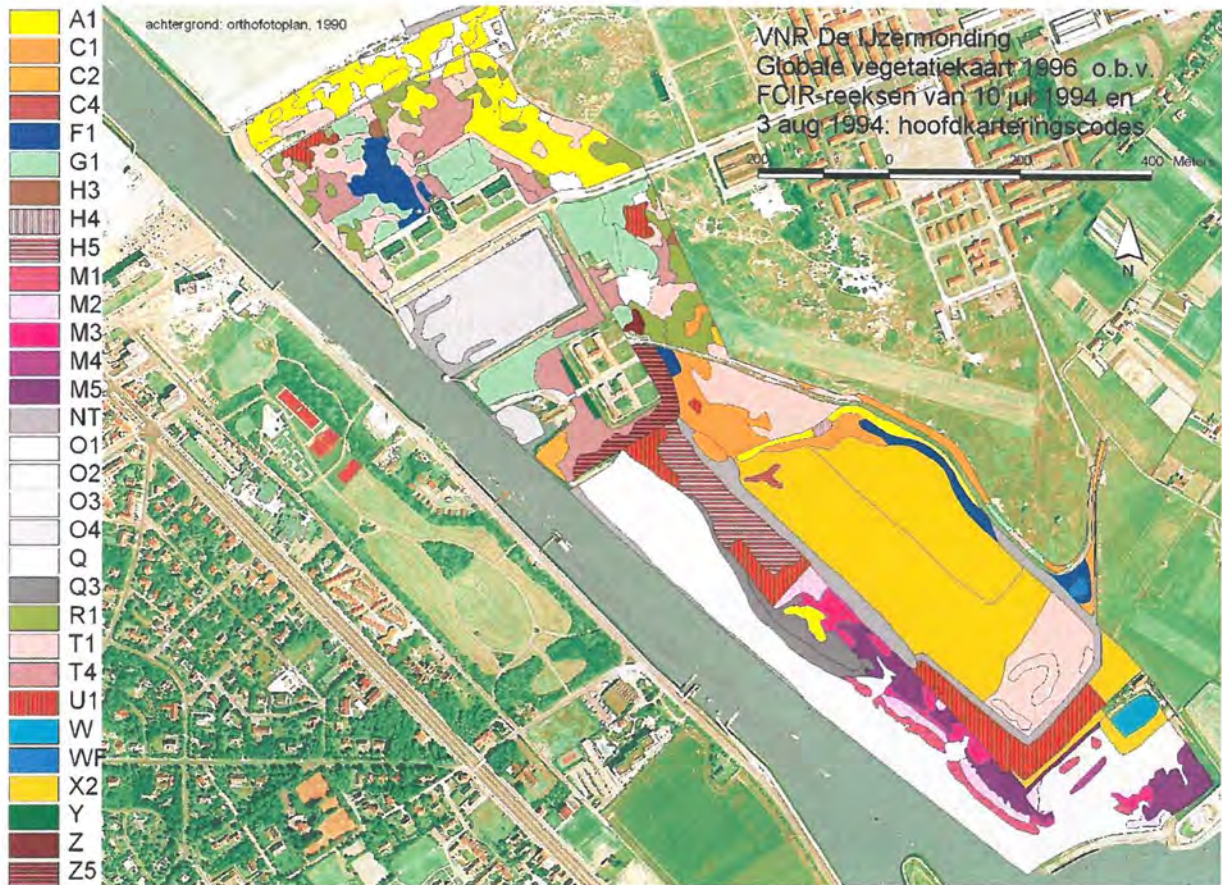 achtergrond: orthofotoplan, 1990
VNR De IJzermonding
Globale vegetatiekaart 1996 o.b.v.
FCIR-reeksen van 10 jul 1994 en
3 aug 1994: hoofdkarteringscodes
200 0 200 400 Meters
N
A1
C1
C2
C4
F1
G1
H3
H4
H5
M1
M2
M3
M4
M5
NT
O1
O2
O3
O4
Q
Q3
R1
T1
T4
U1
W
WF
X2
Y
Z
Z5